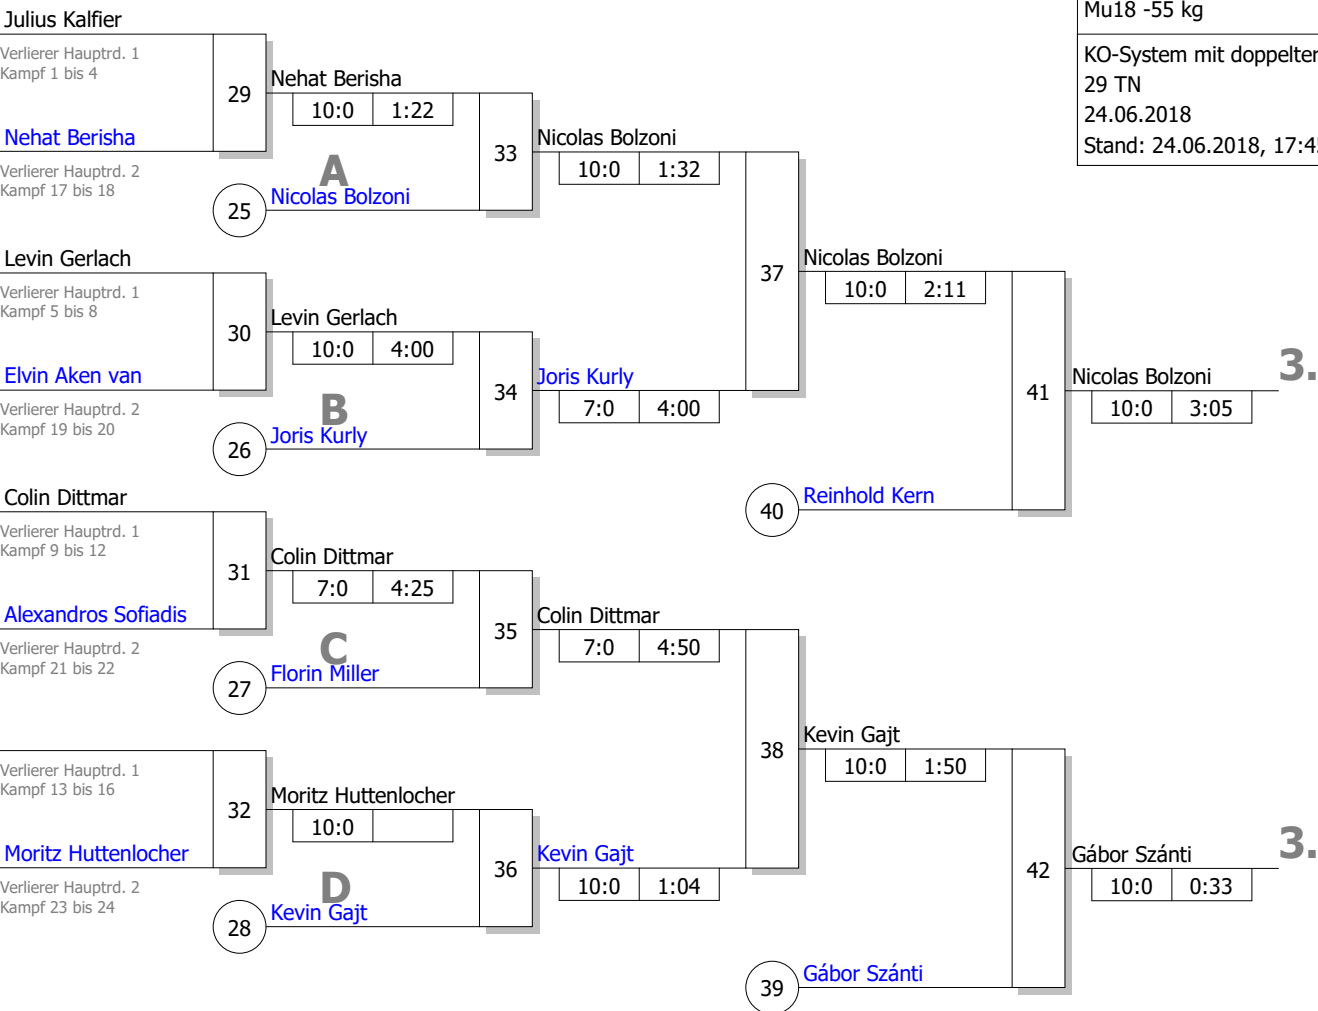 Mu18 -55 kg
KO-System mit doppelter
29 TN
24.06.2018
Stand: 24.06.2018, 17:45
Julius Kalfier
Verlierer Hauptrd. 1
Kampf 1 bis 4
29
Nehat Berisha
10:0 1:22
Nehat Berisha
Verlierer Hauptrd. 2
Kampf 17 bis 18
A
25
Nicolas Bolzoni
33
Nicolas Bolzoni
10:0 1:32
Levin Gerlach
Verlierer Hauptrd. 1
Kampf 5 bis 8
30
Levin Gerlach
10:0 4:00
Elvin Aken van
Verlierer Hauptrd. 2
Kampf 19 bis 20
B
26
Joris Kurly
34
Joris Kurly
7:0 4:00
37
Nicolas Bolzoni
10:0 2:11
40
Reinhold Kern
41
Nicolas Bolzoni
10:0 3:05
3.
Colin Dittmar
Verlierer Hauptrd. 1
Kampf 9 bis 12
31
Colin Dittmar
7:0 4:25
Alexandros Sofiadis
Verlierer Hauptrd. 2
Kampf 21 bis 22
C
27
Florin Miller
35
Colin Dittmar
7:0 4:50
Verlierer Hauptrd. 1
Kampf 13 bis 16
32
Moritz Huttenlocher
10:0
Moritz Huttenlocher
Verlierer Hauptrd. 2
Kampf 23 bis 24
D
28
Kevin Gajt
36
Kevin Gajt
10:0 1:04
38
Kevin Gajt
10:0 1:50
39
Gábor Szánti
42
Gábor Szánti
10:0 0:33
3.